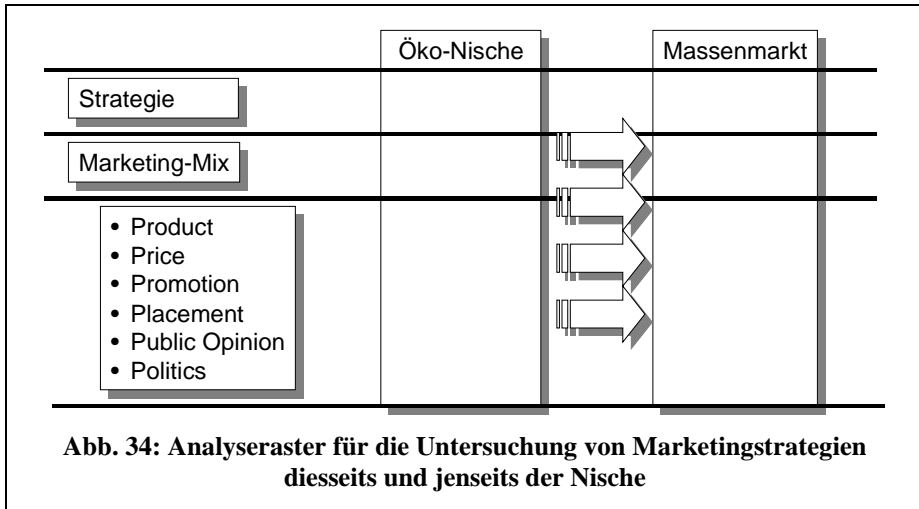 Öko-Nische
Massenmarkt
Strategie
Marketing-Mix
• Product
• Price
• Promotion
• Placement
• Public Opinion
• Politics
Abb. 34: Analyseraster für die Untersuchung von Marketingstrategien
diesseits und jenseits der Nische